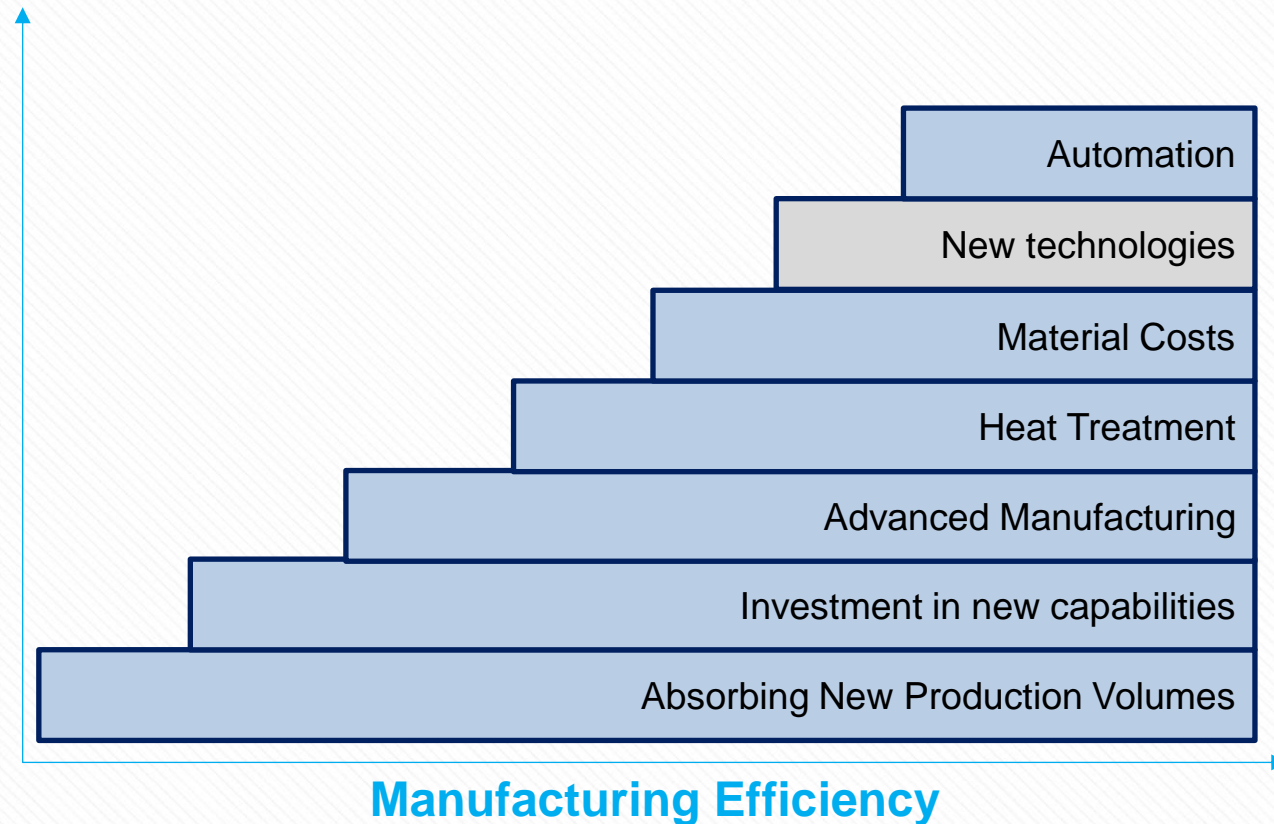 Automation
New technologies
Material Costs
Heat Treatment
Advanced Manufacturing
Investment in new capabilities
Absorbing New Production Volumes
Manufacturing Efficiency